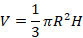 V = 1/3 πR²H